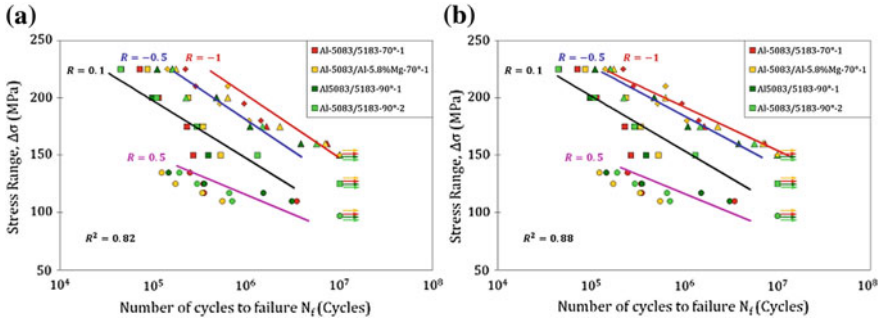 (a)
250
200
150
100
50
Stress Range, Δσ (MPa)
R = −0.5
R = −1
R = 0.1
R = 0.5
R² = 0.82
Al-5083/5183-70°-1
Al-5083/Al-5.8%Mg-70°-1
Al5083/5183-90°-1
Al-5083/5183-90°-2
10⁴ 10⁵ 10⁶ 10⁷ 10⁸
Number of cycles to failure N_f (Cycles)
(b)
250
200
150
100
50
Stress Range, Δσ (MPa)
R = −0.5
R = −1
R = 0.1
R = 0.5
R² = 0.88
Al-5083/5183-70°-1
Al-5083/Al-5.8%Mg-70°-1
Al5083/5183-90°-1
Al-5083/5183-90°-2
10⁴ 10⁵ 10⁶ 10⁷ 10⁸
Number of cycles to failure N_f (Cycles)